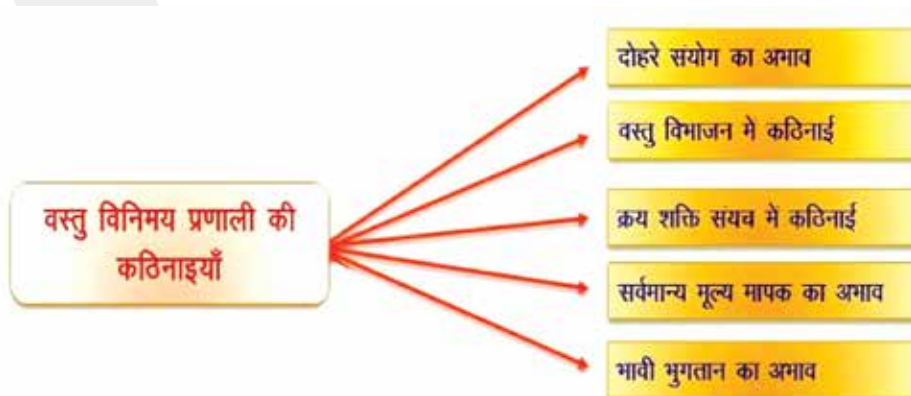 वस्तु विनिमय प्रणाली की
कठिनाइयाँ
दोहरे संयोग का अभाव
वस्तु विभाजन मे कठिनाई
क्रय शक्ति संयच में कठिनाई
सर्वमान्य मूल्य मापक का अभाव
भावी भुगतान का अभाव